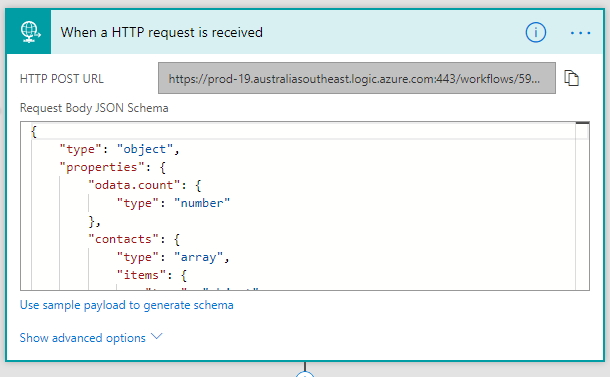 When a HTTP request is received
HTTP POST URL
https://prod-19.australiasoutheast.logic.azure.com:443/workflows/59...
Request Body JSON Schema
{
"type": "object",
"properties": {
"odata.count": {
"type": "number"
},
"contacts": {
"type": "array",
"items": {
Use sample payload to generate schema
Show advanced options